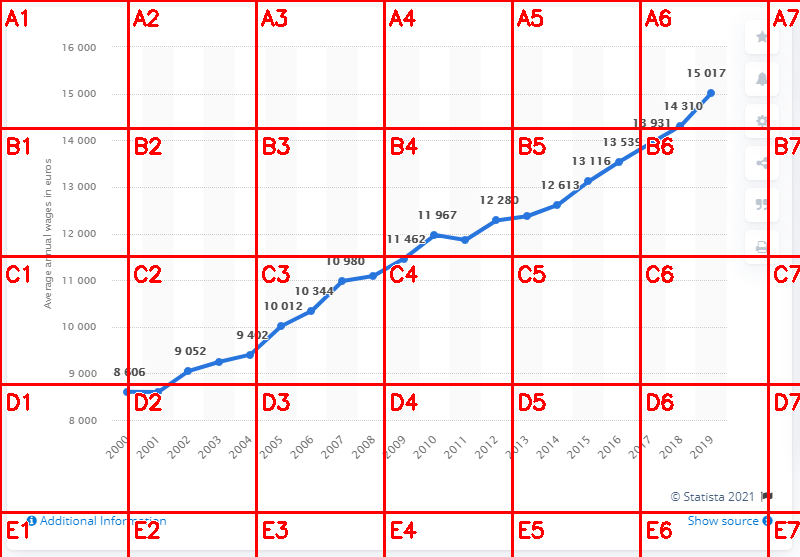 A1 A2 A3 A4 A5 A6 A7
16 000
15 017
15 000
14 310
13 931
14 000
B1 B2 B3 B4 B5 B6 B7
13 539
13 116
13 000
12 613
12 280
11 967
12 000
11 462
Average annual wages in euros
10 980
C1 C2 C3 C4 C5 C6 C7
11 000
10 344
10 012
10 000
9 402
9 052
9 000
8 606
D1 D2 D3 D4 D5 D6 D7
8 000
2000 2001 2002 2003 2004 2005 2006 2007 2008 2009 2010 2011 2012 2013 2014 2015 2016 2017 2018 2019
© Statista 2021
Additional Information
Show source
E1 E2 E3 E4 E5 E6 E7